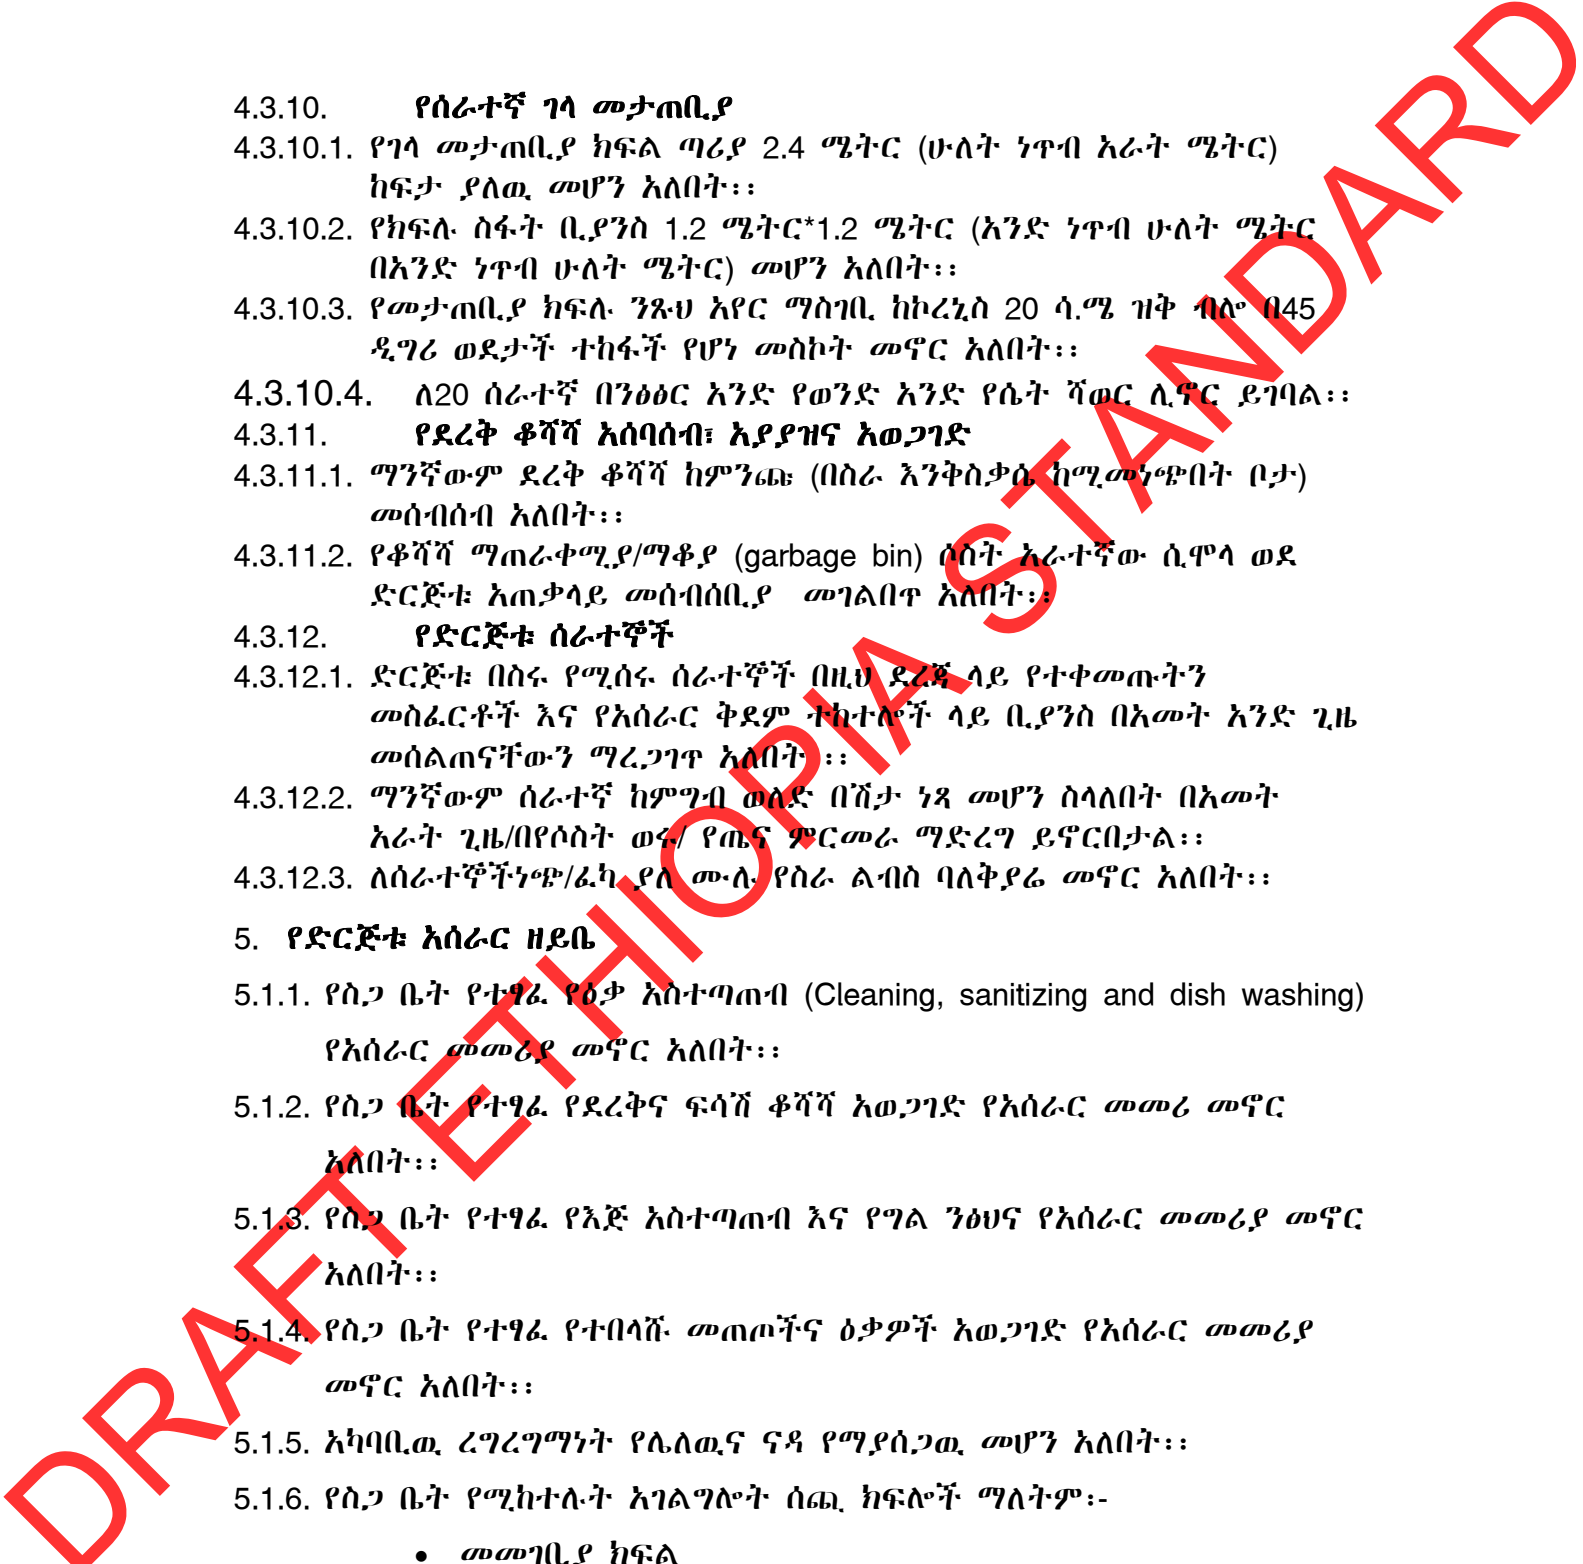 4.3.10. የሰራተኛ ገላ መታጠቢያ
4.3.10.1. የገላ መታጠቢያ ክፍል ጣሪያ 2.4 ሜትር (ሁለት ነጥብ አራት ሜትር)
ከፍታ ያለዉ መሆን አለበት፡፡
4.3.10.2. የክፍሉ ስፋት ቢያንስ 1.2 ሜትር*1.2 ሜትር (አንድ ነጥብ ሁለት ሜትር
በአንድ ነጥብ ሁለት ሜትር) መሆን አለበት፡፡
4.3.10.3. የመታጠቢያ ክፍሉ ንጹህ አየር ማስገቢ ከኮረኒስ 20 ሳ.ሜ ዝቅ ብሎ በ45
ዲግሪ ወደታች ተከፋች የሆነ መስኮት መኖር አለበት፡፡
4.3.10.4. ለ20 ሰራተኛ በንፅፅር አንድ የወንድ አንድ የሴት ሻወር ሊኖር ይገባል፡፡
4.3.11. የደረቅ ቆሻሻ አሰባሰብ፣ አያያዝና አወጋገድ
4.3.11.1. ማንኛውም ደረቅ ቆሻሻ ከምንጩ (በስራ እንቅስቃሴ ከሚመነጭበት ቦታ)
መሰብሰብ አለበት፡፡
4.3.11.2. የቆሻሻ ማጠራቀሚያ/ማቆያ (garbage bin) ሶስት አራተኛው ሲሞላ ወደ
ድርጅቱ አጠቃላይ መሰብሰቢያ መገልበጥ አለበት፡፡
4.3.12. የድርጅቱ ሰራተኞች
4.3.12.1. ድርጅቱ በስሩ የሚሰሩ ሰራተኞች በዚህ ደረጃ ላይ የተቀመጡትን
መስፈርቶች እና የአሰራር ቅደም ተከተሎች ላይ ቢያንስ በአመት አንድ ጊዜ
መሰልጠናቸውን ማረጋገጥ አለበት ፡፡
4.3.12.2. ማንኛውም ሰራተኛ ከምግብ ወለድ በሽታ ነጻ መሆን ስላለበት በአመት
አራት ጊዜ/በየሶስት ወሩ/ የጤና ምርመራ ማድረግ ይኖርበታል፡፡
4.3.12.3. ለሰራተኞችነጭ/ፈካ ያለ ሙሉ የስራ ልብስ ባለቅያሬ መኖር አለበት፡፡
5. የድርጅቱ አሰራር ዘይቤ
5.1.1. የስጋ ቤት የተፃፈ የዕቃ አስተጣጠብ (Cleaning, sanitizing and dish washing)
የአሰራር መመሪያ መኖር አለበት፡፡
5.1.2. የስጋ ቤት የተፃፈ የደረቅና ፍሳሽ ቆሻሻ አወጋገድ የአሰራር መመሪ መኖር
አለበት፡፡
5.1.3. የስጋ ቤት የተፃፈ የእጅ አስተጣጠብ እና የግል ንፅህና የአሰራር መመሪያ መኖር
አለበት፡፡
5.1.4. የስጋ ቤት የተፃፈ የተበላሹ መጠጦችና ዕቃዎች አወጋገድ የአሰራር መመሪያ
መኖር አለበት፡፡
5.1.5. አካባቢዉ ረግረግማነት የሌለዉና ናዳ የማያሰጋዉ መሆን አለበት፡፡
5.1.6. የስጋ ቤት የሚከተሉት አገልግሎት ሰጪ ክፍሎች ማለትም፡-
• መመገቢያ ክፍል
DRAFT ETHIOPIA STANDARD